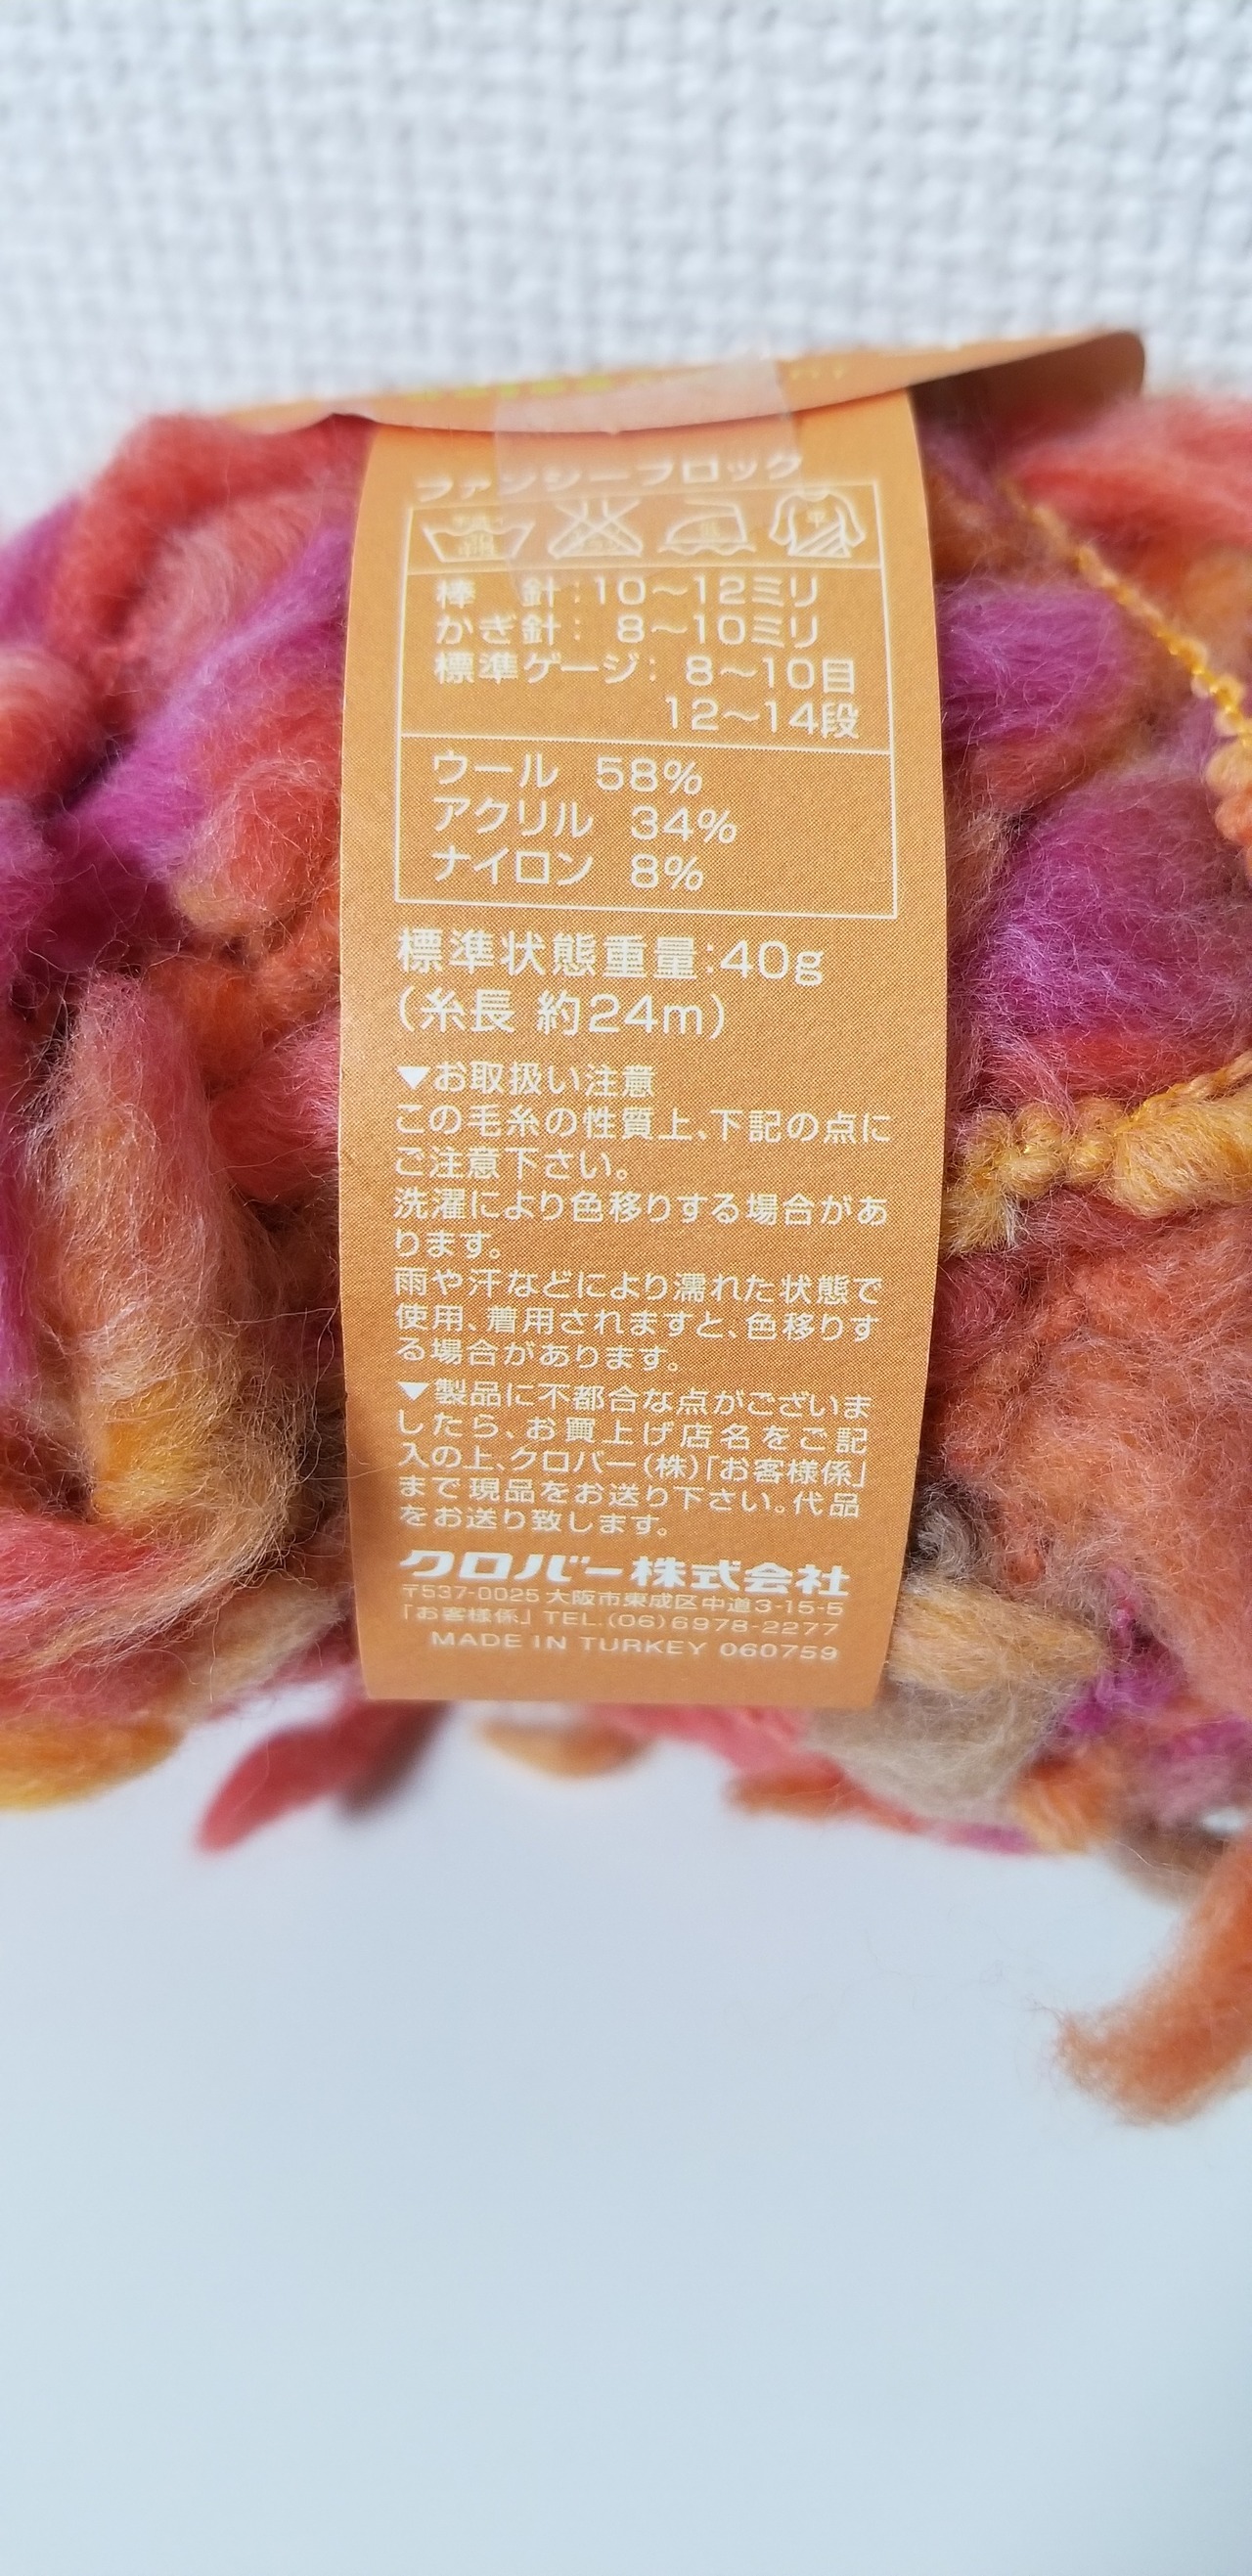 ファンシーフロック
棒　針：10～12ミリ
かぎ針： 8～10ミリ
標準ゲージ： 8～10目
12～14段
ウール 58%
アクリル 34%
ナイロン 8%
標準状態重量：40g
（糸長 約24m）
▼お取扱い注意
この毛糸の性質上、下記の点に
ご注意下さい。
洗濯により色移りする場合があ
ります。
雨や汗などにより濡れた状態で
使用、着用されますと、色移りす
る場合があります。
▼製品に不都合な点がございま
したら、お買上げ店名をご記
入の上、クロバー（株）「お客様係」
まで現品をお送り下さい。代品
をお送り致します。
クロバー株式会社
〒537-0025 大阪市東成区中道3-15-5
「お客様係」 TEL.(06)6978-2277
MADE IN TURKEY 060759